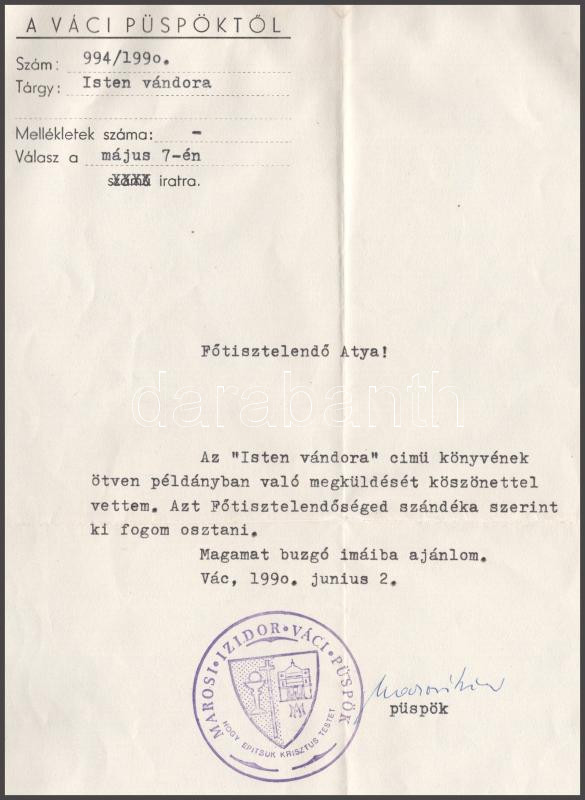 A VÁCI PÜSPÖKTŐL
Szám: 994/199o.
Tárgy: Isten vándora
Mellékletek száma: -
Válasz a május 7-én
számú iratra.
Főtisztelendő Atya!
darabanth
Az "Isten vándora" cimü könyvének
ötven példányban való megküldését köszönettel
vettem. Azt Főtisztelendőséged szándéka szerint
ki fogom osztani.
Magamat buzgó imáiba ajánlom.
Vác, 199o. junius 2.
MAROSI • IZIDOR • VÁCI • PÜSPÖK
HOGY ÉPITSÜK KRISZTUS TESTÉT
püspök